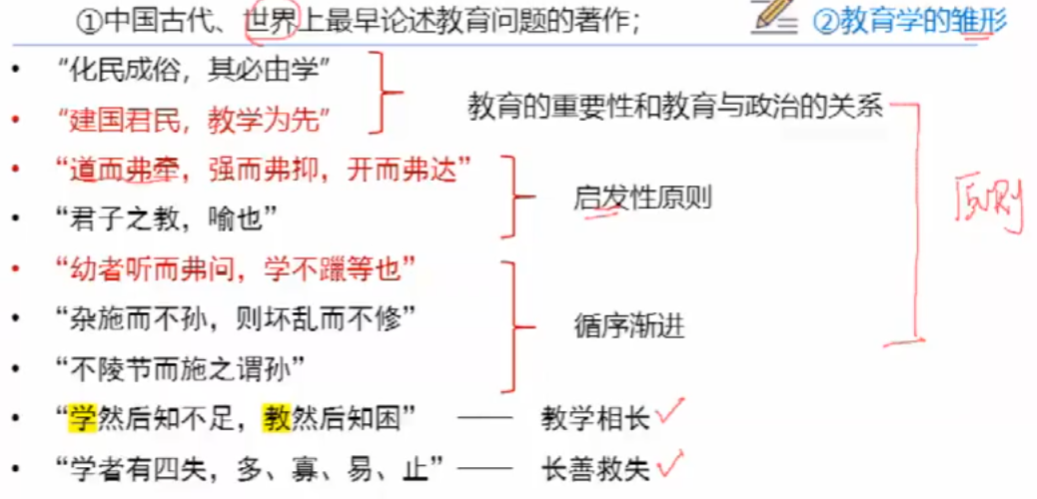 ①中国古代、世界上最早论述教育问题的著作； ②教育学的雏形
• “化民成俗，其必由学”
• “建国君民，教学为先”
教育的重要性和教育与政治的关系
• “道而弗牵，强而弗抑，开而弗达”
• “君子之教，喻也”
启发性原则
原则
• “幼者听而弗问，学不躐等也”
• “杂施而不孙，则坏乱而不修”
• “不陵节而施之谓孙”
循序渐进
• “学然后知不足，教然后知困” —— 教学相长
• “学者有四失，多、寡、易、止” —— 长善救失